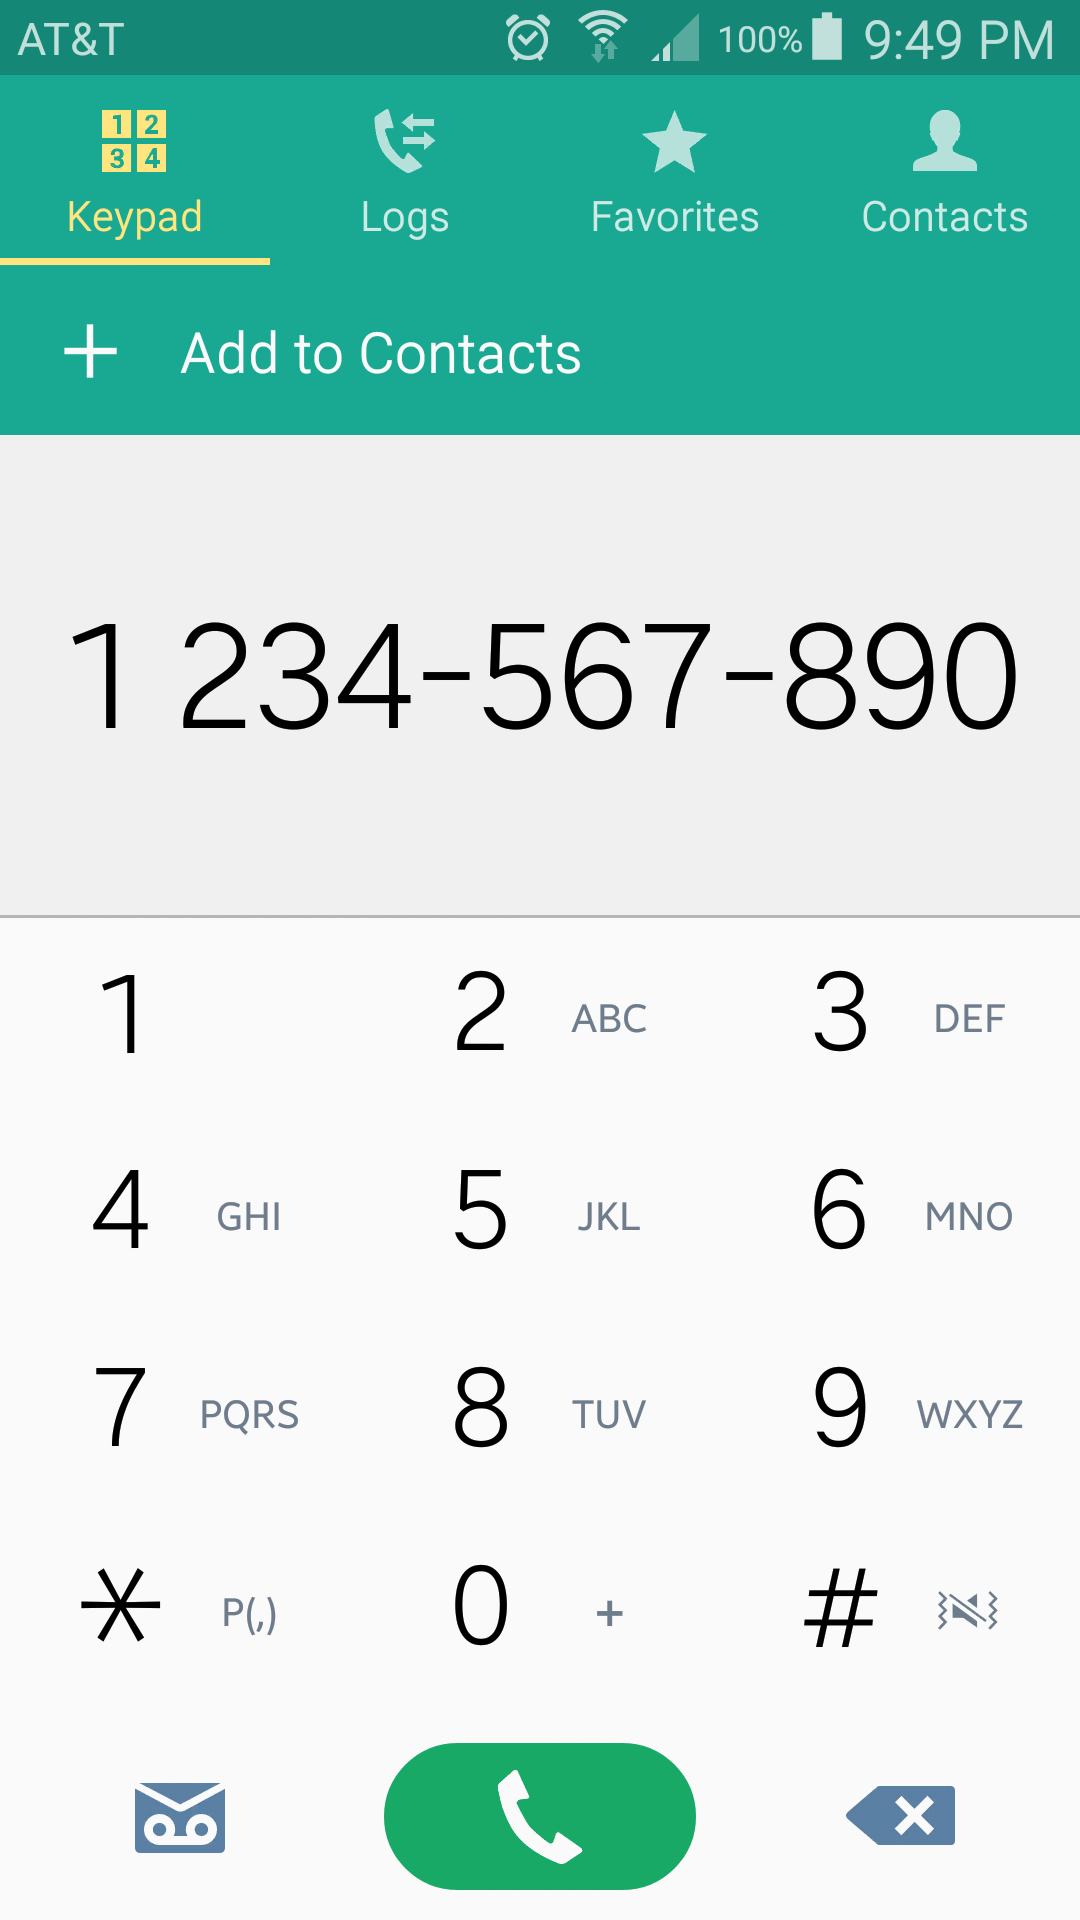 AT&T 100% 9:49 PM
1 2
3 4
Keypad Logs Favorites Contacts
+ Add to Contacts
1 234-567-890
1 2 ABC 3 DEF
4 GHI 5 JKL 6 MNO
7 PQRS 8 TUV 9 WXYZ
* P(,) 0 + #